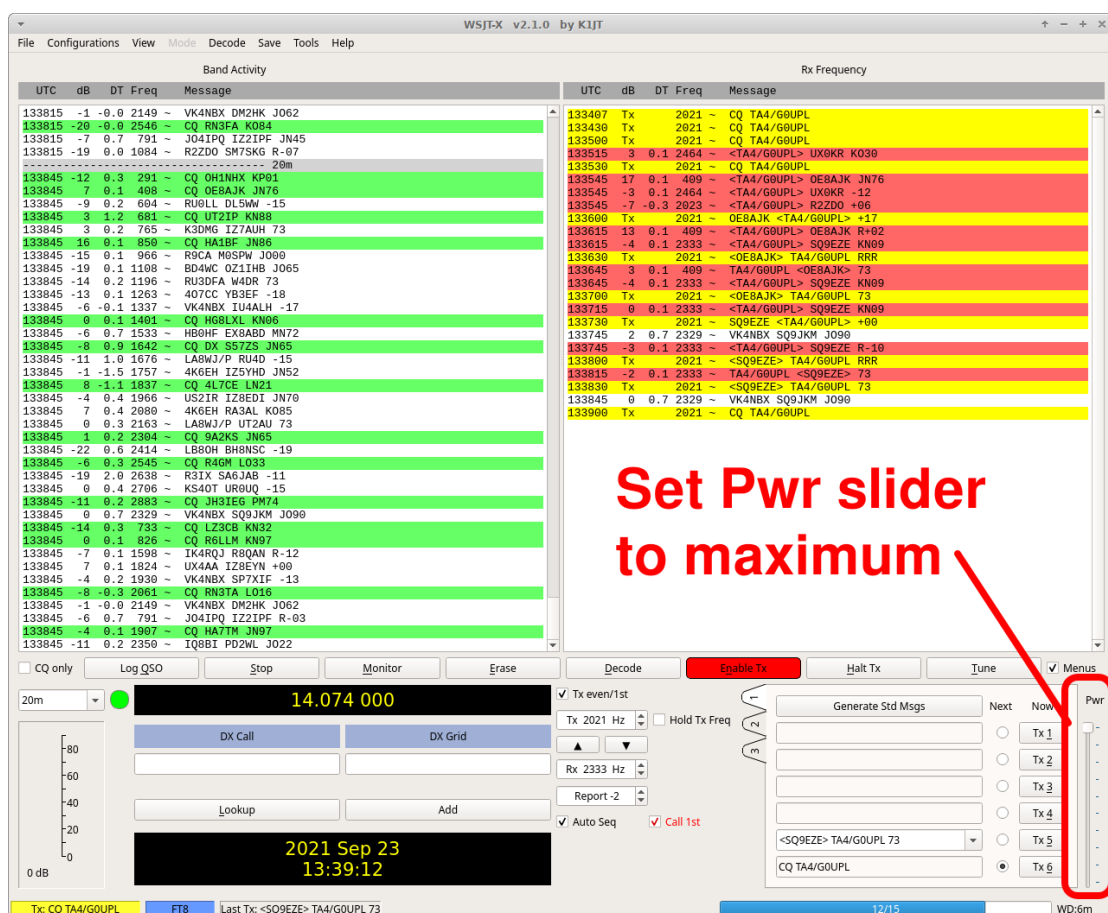 WSJT-X v2.1.0 by K1JT
File Configurations View Mode Decode Save Tools Help
Band Activity
UTC dB DT Freq Message
133815 -1 -0.0 2149 ~ VK4NBX DM2HK JO62
133815 -20 -0.0 2546 ~ CQ RN3FA KO84
133815 -7 0.7 791 ~ JO4IPQ IZ2IPF JN45
133815 -19 0.0 1084 ~ R2ZDO SM7SKG R-07
----------------------------------- 20m
133845 -12 0.3 291 ~ CQ OH1NHX KP01
133845 7 0.1 408 ~ CQ OE8AJK JN76
133845 -9 0.2 604 ~ RU0LL DL5WW -15
133845 3 1.2 681 ~ CQ UT2IP KN88
133845 3 0.2 765 ~ K3DMG IZ7AUH 73
133845 16 0.1 850 ~ CQ HA1BF JN86
133845 -15 0.1 966 ~ R9CA M0SPW JO00
133845 -19 0.1 1108 ~ BD4WC OZ1IHB JO65
133845 -14 0.2 1196 ~ RU3DFA W4DR 73
133845 -13 0.1 1263 ~ 4O7CC YB3EF -18
133845 -6 -0.1 1337 ~ VK4NBX IU4ALH -17
133845 0 0.1 1401 ~ CQ HG8LXL KN06
133845 -6 0.7 1533 ~ HB0HF EX8ABD MN72
133845 -8 0.9 1642 ~ CQ DX S57ZS JN65
133845 -11 1.0 1676 ~ LA8WJ/P RU4D -15
133845 -1 -1.5 1757 ~ 4K6EH IZ5YHD JN52
133845 8 -1.1 1837 ~ CQ 4L7CE LN21
133845 -4 0.4 1966 ~ US2IR IZ8EDI JN70
133845 7 0.4 2080 ~ 4K6EH RA3AL KO85
133845 0 0.3 2163 ~ LA8WJ/P UT2AU 73
133845 1 0.2 2304 ~ CQ 9A2KS JN65
133845 -22 0.6 2414 ~ LB8OH BH8NSC -19
133845 -6 0.3 2545 ~ CQ R4GM LO33
133845 -19 2.0 2638 ~ R3IX SA6JAB -11
133845 0 0.4 2706 ~ KS4OT UR0UQ -15
133845 -11 0.2 2883 ~ CQ JH3IEG PM74
133845 0 0.7 2329 ~ VK4NBX SQ9JKM JO90
133845 -14 0.3 733 ~ CQ LZ3CB KN32
133845 0 0.1 826 ~ CQ R6LLM KN97
133845 -7 0.1 1598 ~ IK4RQJ R8QAN R-12
133845 7 0.1 1824 ~ UX4AA IZ8EYN +00
133845 -4 0.2 1930 ~ VK4NBX SP7XIF -13
133845 -8 -0.3 2061 ~ CQ RN3TA LO16
133845 -1 -0.0 2149 ~ VK4NBX DM2HK JO62
133845 -6 0.7 791 ~ JO4IPQ IZ2IPF R-03
133845 -4 0.1 1907 ~ CQ HA7TM JN97
133845 -11 0.2 2350 ~ IQ8BI PD2WL JO22
Rx Frequency
UTC dB DT Freq Message
133407 Tx 2021 ~ CQ TA4/G0UPL
133430 Tx 2021 ~ CQ TA4/G0UPL
133500 Tx 2021 ~ CQ TA4/G0UPL
133515 3 0.1 2464 ~ <TA4/G0UPL> UX0KR KO30
133530 Tx 2021 ~ CQ TA4/G0UPL
133545 17 0.1 409 ~ <TA4/G0UPL> OE8AJK JN76
133545 -3 0.1 2464 ~ <TA4/G0UPL> UX0KR -12
133545 -7 -0.3 2023 ~ <TA4/G0UPL> R2ZDO +06
133600 Tx 2021 ~ OE8AJK <TA4/G0UPL> +17
133615 13 0.1 409 ~ <TA4/G0UPL> OE8AJK R+02
133615 -4 0.1 2333 ~ <TA4/G0UPL> SQ9EZE KN09
133630 Tx 2021 ~ <OE8AJK> TA4/G0UPL RRR
133645 3 0.1 409 ~ TA4/G0UPL <OE8AJK> 73
133645 -4 0.1 2333 ~ <TA4/G0UPL> SQ9EZE KN09
133700 Tx 2021 ~ <OE8AJK> TA4/G0UPL 73
133715 0 0.1 2333 ~ <TA4/G0UPL> SQ9EZE KN09
133730 Tx 2021 ~ SQ9EZE <TA4/G0UPL> +00
133745 2 0.7 2329 ~ VK4NBX SQ9JKM JO90
133745 -3 0.1 2333 ~ <TA4/G0UPL> SQ9EZE R-10
133800 Tx 2021 ~ <SQ9EZE> TA4/G0UPL RRR
133815 -2 0.1 2333 ~ TA4/G0UPL <SQ9EZE> 73
133830 Tx 2021 ~ <SQ9EZE> TA4/G0UPL 73
133845 0 0.7 2329 ~ VK4NBX SQ9JKM JO90
133900 Tx 2021 ~ CQ TA4/G0UPL
Set Pwr slider
to maximum
CQ only Log QSO Stop Monitor Erase Decode Enable Tx Halt Tx Tune Menus
20m
14.074 000
DX Call DX Grid
Lookup Add
2021 Sep 23
13:39:12
-80
-60
-40
-20
0
0 dB
Tx even/1st
Tx 2021 Hz Hold Tx Freq
Rx 2333 Hz
Report -2
Auto Seq Call 1st
1
2
3
Generate Std Msgs Next Now Pwr
Tx 1
Tx 2
Tx 3
Tx 4
<SQ9EZE> TA4/G0UPL 73 Tx 5
CQ TA4/G0UPL Tx 6
Tx: CQ TA4/G0UPL FT8 Last Tx: <SQ9EZE> TA4/G0UPL 73 12/15 WD:6m